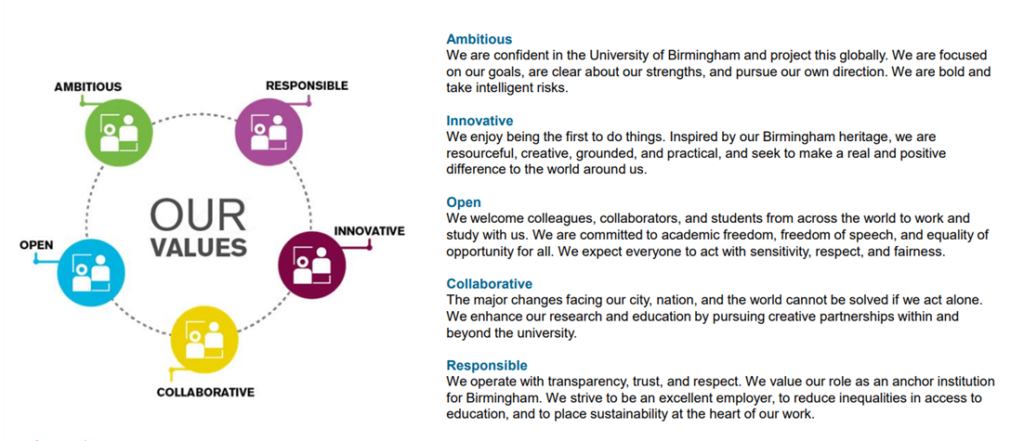 AMBITIOUS
RESPONSIBLE
OUR
VALUES
OPEN
INNOVATIVE
COLLABORATIVE
Ambitious
We are confident in the University of Birmingham and project this globally. We are focused
on our goals, are clear about our strengths, and pursue our own direction. We are bold and
take intelligent risks.
Innovative
We enjoy being the first to do things. Inspired by our Birmingham heritage, we are
resourceful, creative, grounded, and practical, and seek to make a real and positive
difference to the world around us.
Open
We welcome colleagues, collaborators, and students from across the world to work and
study with us. We are committed to academic freedom, freedom of speech, and equality of
opportunity for all. We expect everyone to act with sensitivity, respect, and fairness.
Collaborative
The major changes facing our city, nation, and the world cannot be solved if we act alone.
We enhance our research and education by pursuing creative partnerships within and
beyond the university.
Responsible
We operate with transparency, trust, and respect. We value our role as an anchor institution
for Birmingham. We strive to be an excellent employer, to reduce inequalities in access to
education, and to place sustainability at the heart of our work.